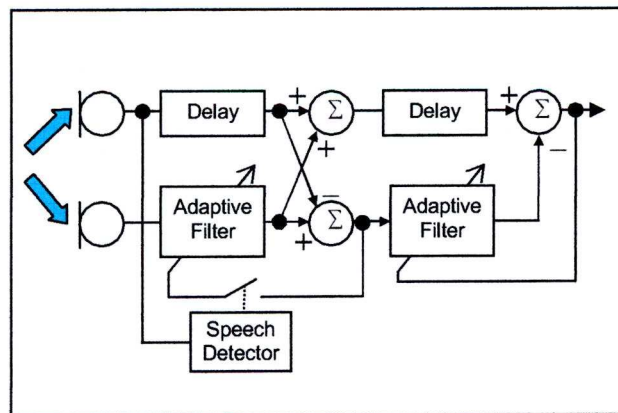 + Σ + Σ
Delay Delay
+ −
−
Adaptive Filter + Σ Adaptive Filter
Speech
Detector